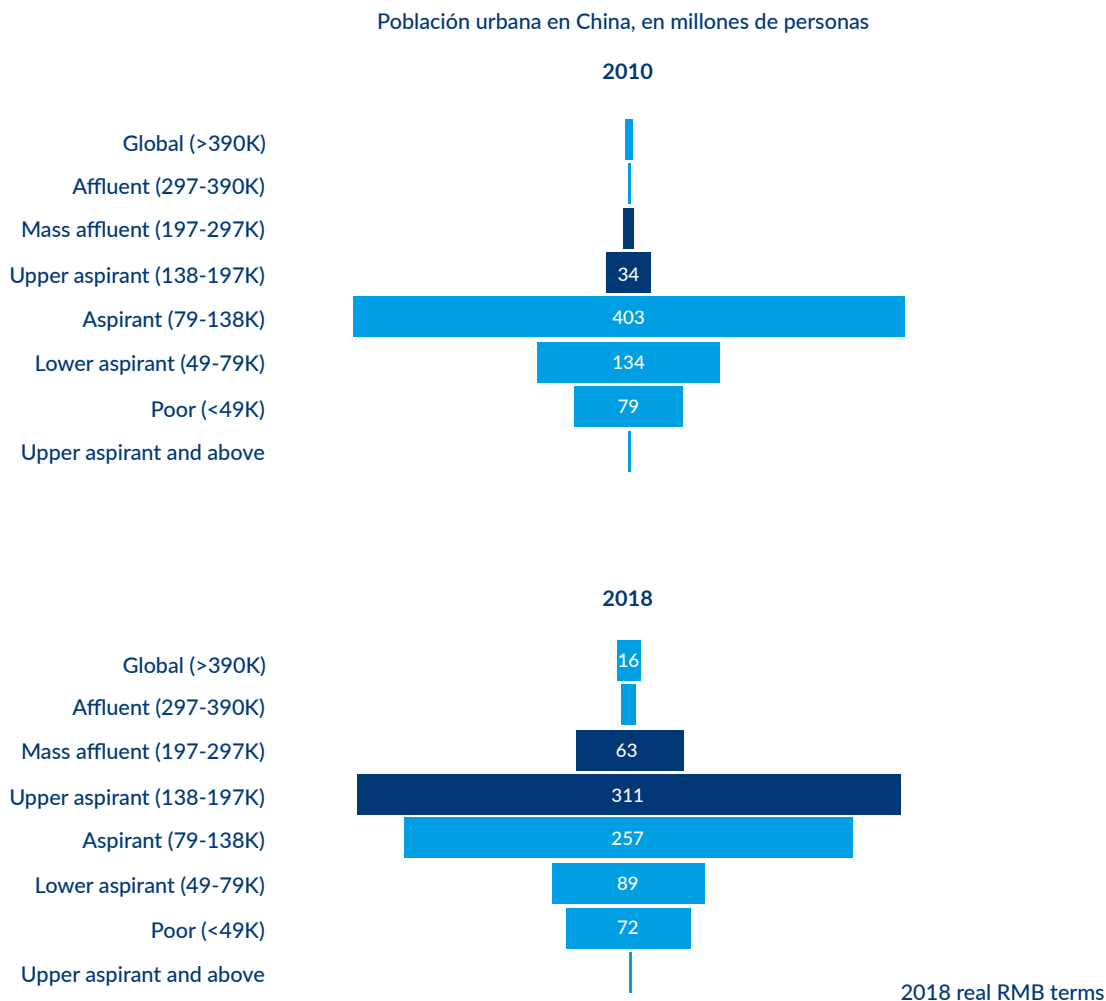 Población urbana en China, en millones de personas
2010
Global (>390K)
Affluent (297-390K)
Mass affluent (197-297K)
Upper aspirant (138-197K) 34
Aspirant (79-138K) 403
Lower aspirant (49-79K) 134
Poor (<49K) 79
Upper aspirant and above
2018
Global (>390K) 16
Affluent (297-390K)
Mass affluent (197-297K) 63
Upper aspirant (138-197K) 311
Aspirant (79-138K) 257
Lower aspirant (49-79K) 89
Poor (<49K) 72
Upper aspirant and above
2018 real RMB terms